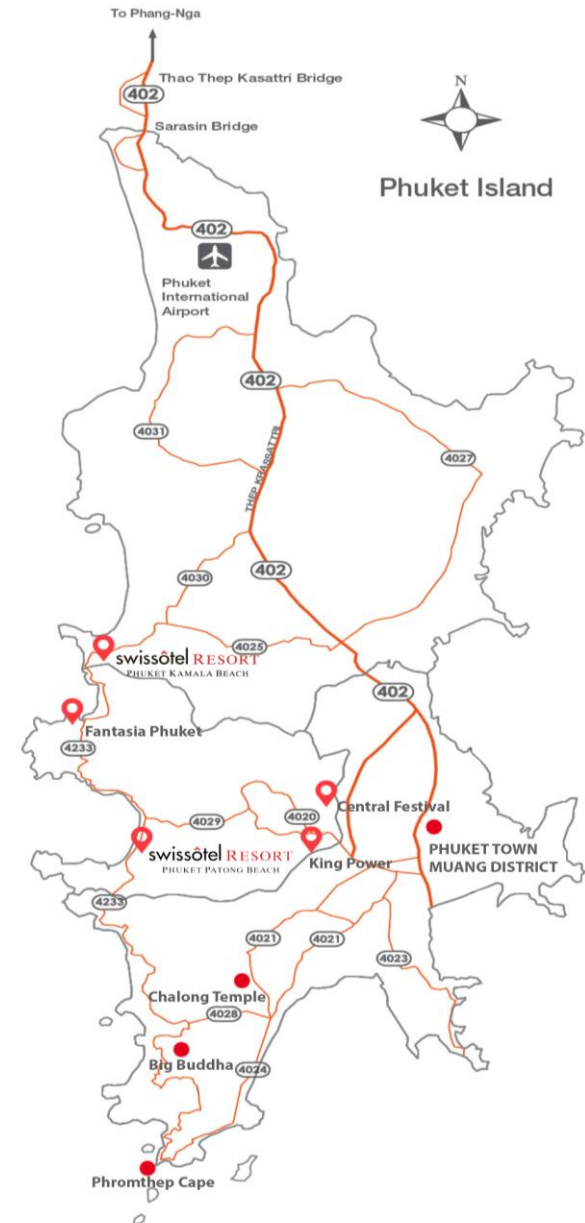 To Phang-Nga
Thao Thep Kasattri Bridge
402
Sarasin Bridge
N
Phuket Island
402
Phuket
International
Airport
402
4031
THEP KRASSATTRI
4027
402
4030
4025
swissôtel RESORT
PHUKET KAMALA BEACH
402
Fantasia Phuket
4233
Central Festival
4029
4020
PHUKET TOWN
MUANG DISTRICT
swissôtel RESORT
PHUKET PATONG BEACH
King Power
4233
4021
4021
4023
Chalong Temple
4028
Big Buddha
4024
Phromthep Cape